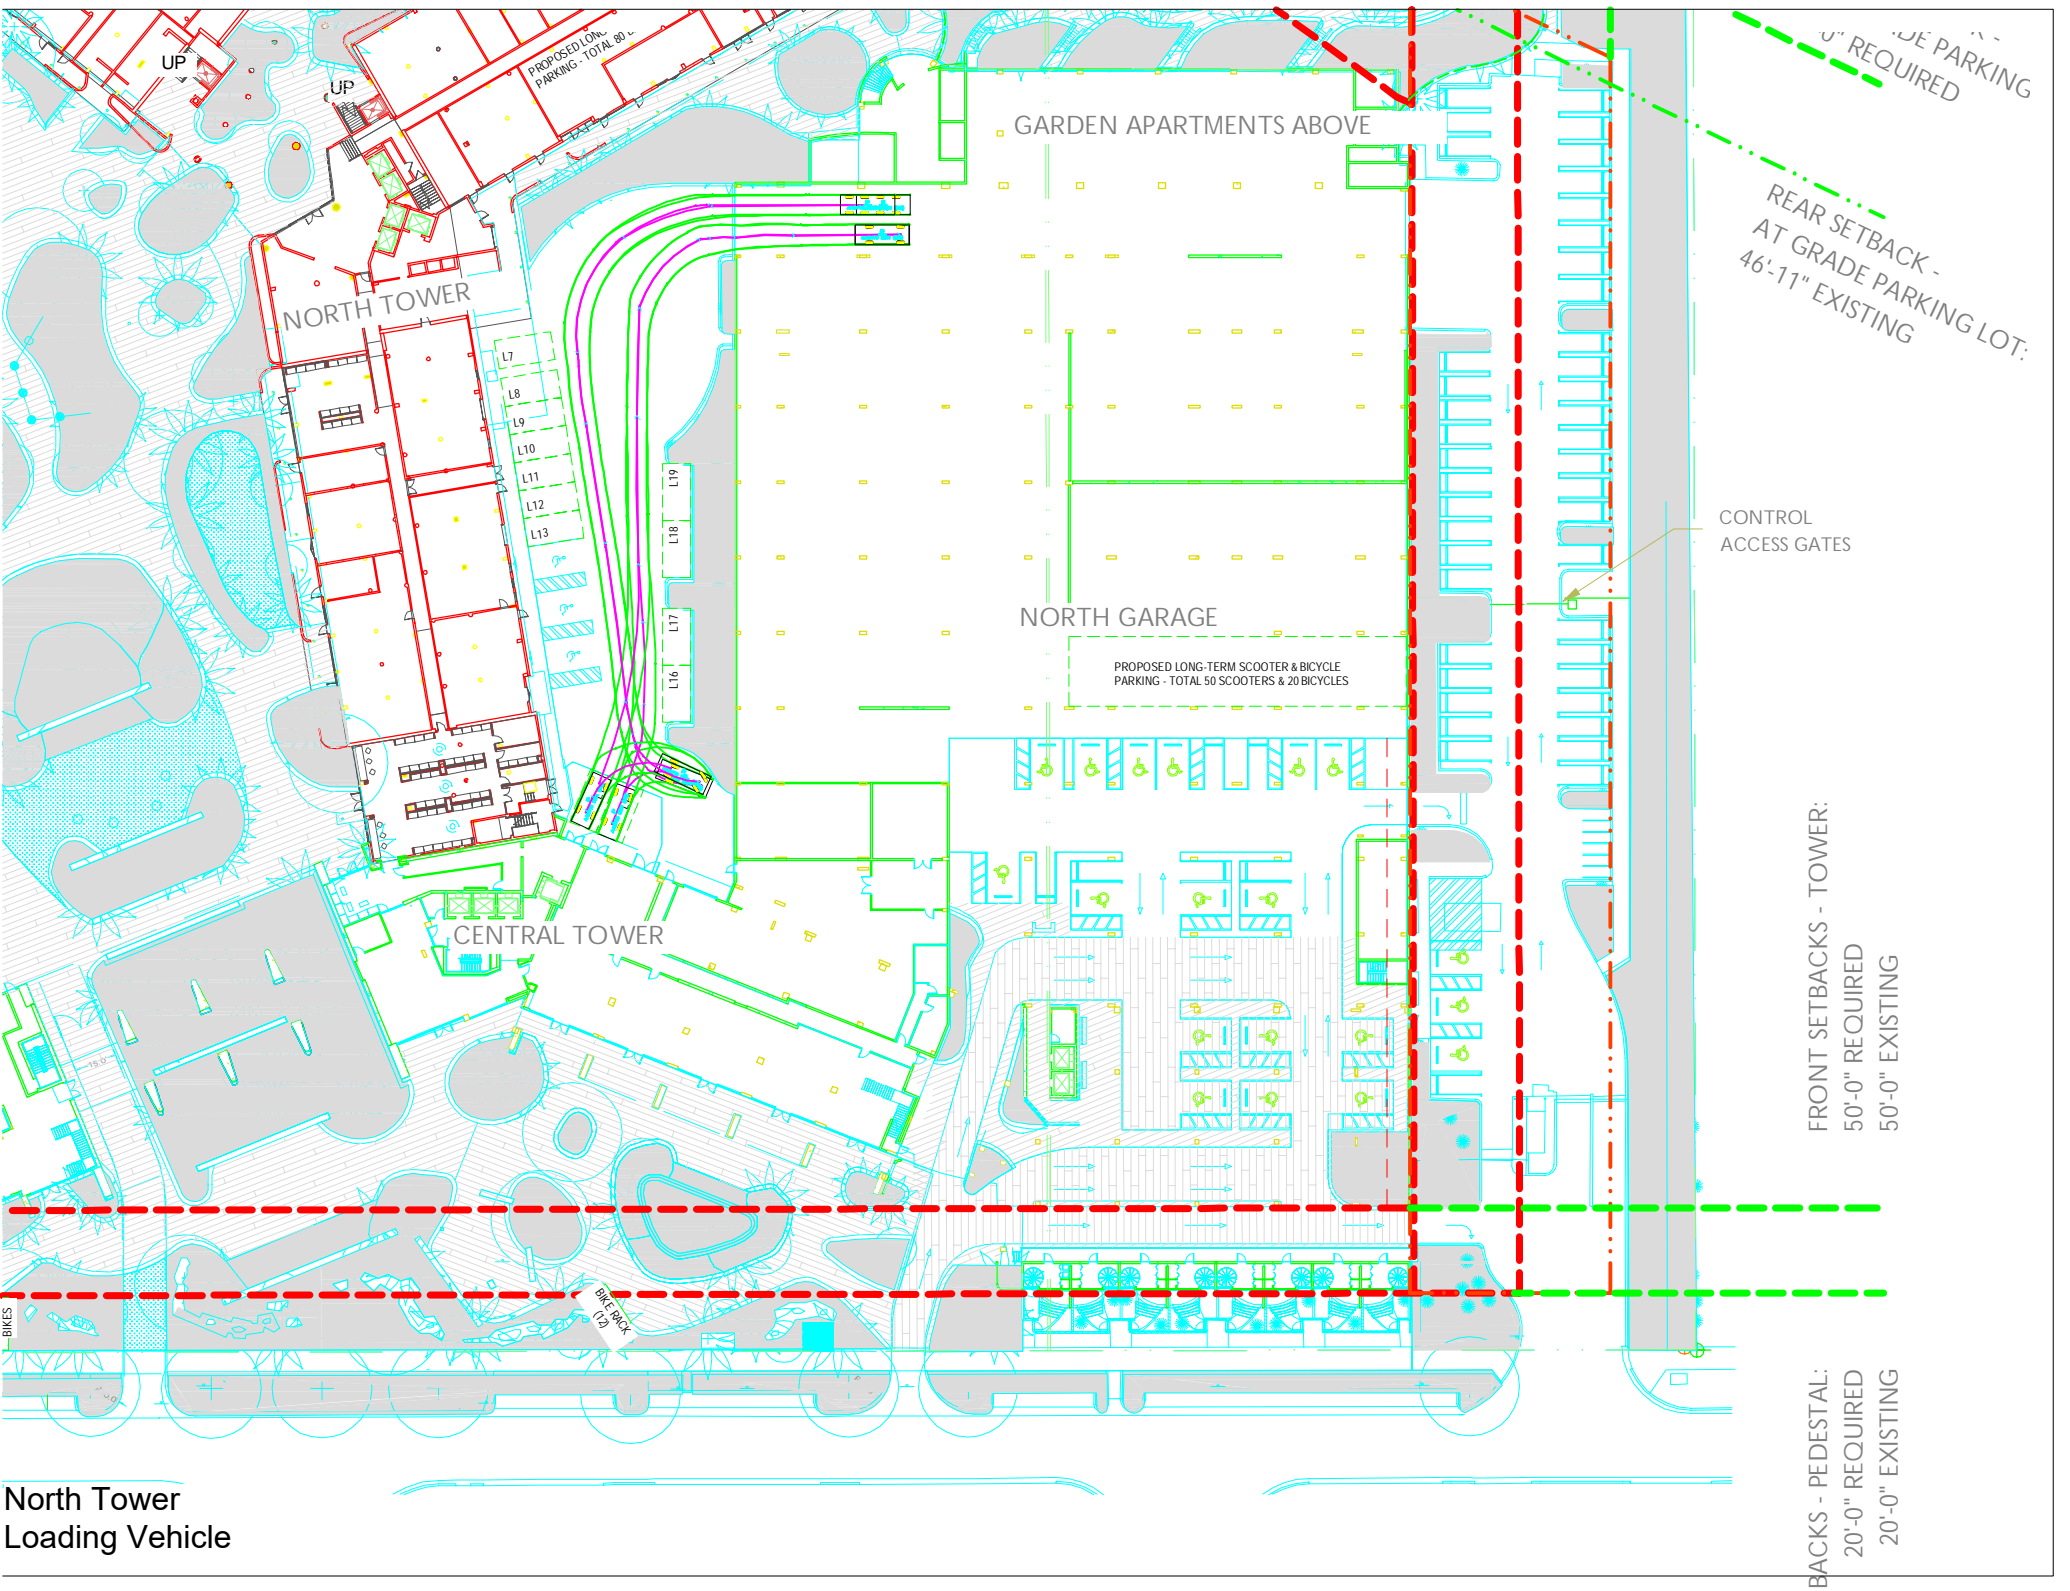 UP
UP
PROPOSED LONG
PARKING - TOTAL 80
GARDEN APARTMENTS ABOVE
DE PARKING
0" REQUIRED
REAR SETBACK -
AT GRADE PARKING LOT:
46'-11" EXISTING
NORTH TOWER
L7
L8
L9
L10
L11
L12
L13
L19
L18
L17
L16
CONTROL
ACCESS GATES
NORTH GARAGE
PROPOSED LONG-TERM SCOOTER & BICYCLE
PARKING - TOTAL 50 SCOOTERS & 20 BICYCLES
CENTRAL TOWER
FRONT SETBACKS - TOWER:
50'-0" REQUIRED
50'-0" EXISTING
BIKES
BIKE RACK
(12)
BACKS - PEDESTAL:
20'-0" REQUIRED
20'-0" EXISTING
North Tower
Loading Vehicle